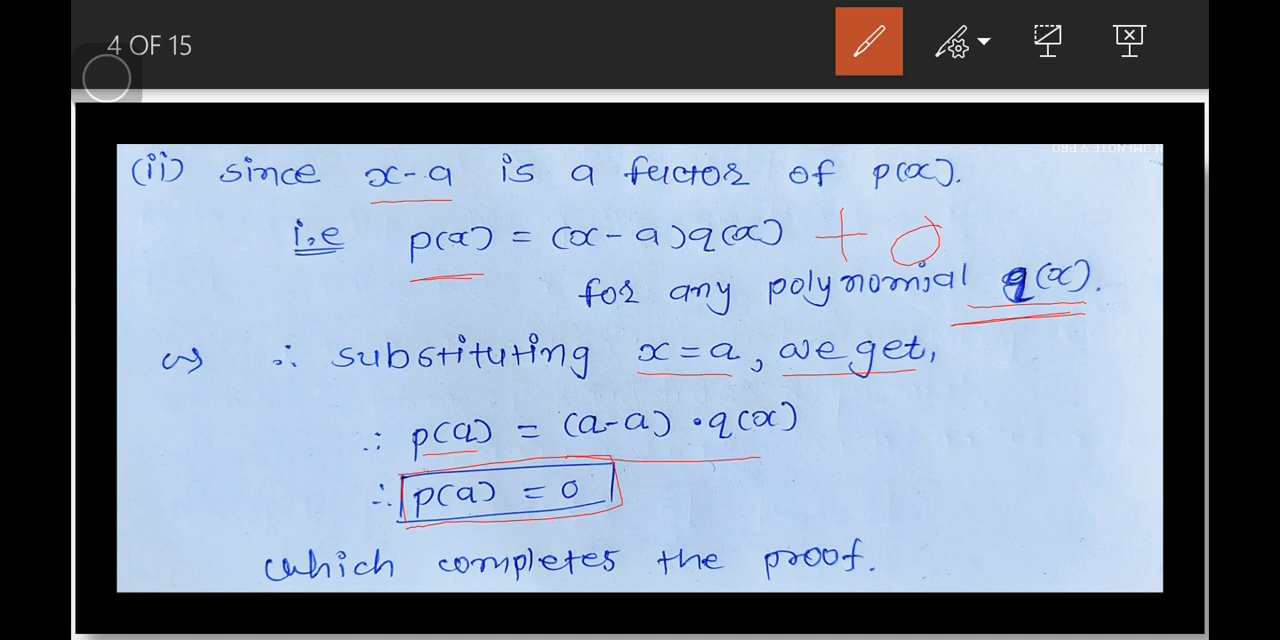 4 OF 15
(ii) since x-a is a factor of p(x).
i.e p(x) = (x-a)q(x) + 0
for any polynomial q(x).
∴ substituting x=a, we get,
∴ p(a) = (a-a)·q(x)
∴ p(a) = 0
which completes the proof.